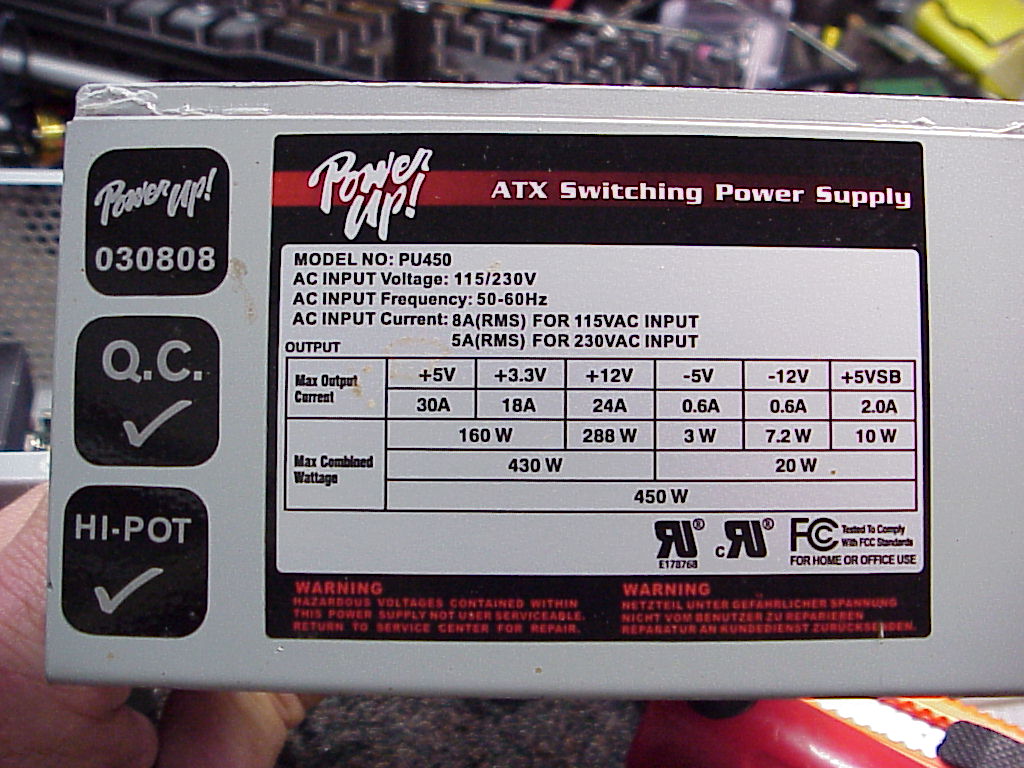 Power Up!
030808
Q.C.
HI-POT
Power Up!
ATX Switching Power Supply
MODEL NO: PU450
AC INPUT Voltage: 115/230V
AC INPUT Frequency: 50-60Hz
AC INPUT Current: 8A(RMS) FOR 115VAC INPUT
5A(RMS) FOR 230VAC INPUT
OUTPUT
Max Output Current +5V +3.3V +12V -5V -12V +5VSB
30A 18A 24A 0.6A 0.6A 2.0A
Max Combined Wattage 160 W 288 W 3 W 7.2 W 10 W
430 W 20 W
450 W
RU® c RU® FC Tested To Comply
With FCC Standards
E178768 FOR HOME OR OFFICE USE
WARNING
HAZARDOUS VOLTAGES CONTAINED WITHIN
THIS POWER SUPPLY NOT USER SERVICEABLE.
RETURN TO SERVICE CENTER FOR REPAIR.
WARNING
NETZTEIL UNTER GEFÄHRLICHER SPANNUNG
NICHT VOM BENUTZER ZU REPARIEREN
REPARATUR AN KUNDEDIENST ZURÜCKSENDEN.